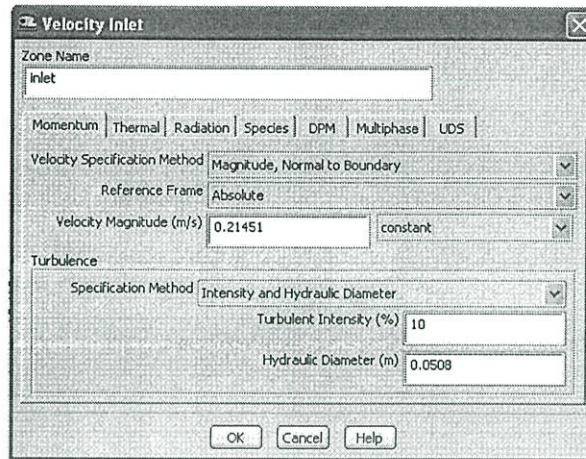 Velocity Inlet
Zone Name
inlet
Momentum Thermal Radiation Species DPM Multiphase UDS
Velocity Specification Method Magnitude, Normal to Boundary
Reference Frame Absolute
Velocity Magnitude (m/s) 0.21451 constant
Turbulence
Specification Method Intensity and Hydraulic Diameter
Turbulent Intensity (%) 10
Hydraulic Diameter (m) 0.0508
OK Cancel Help